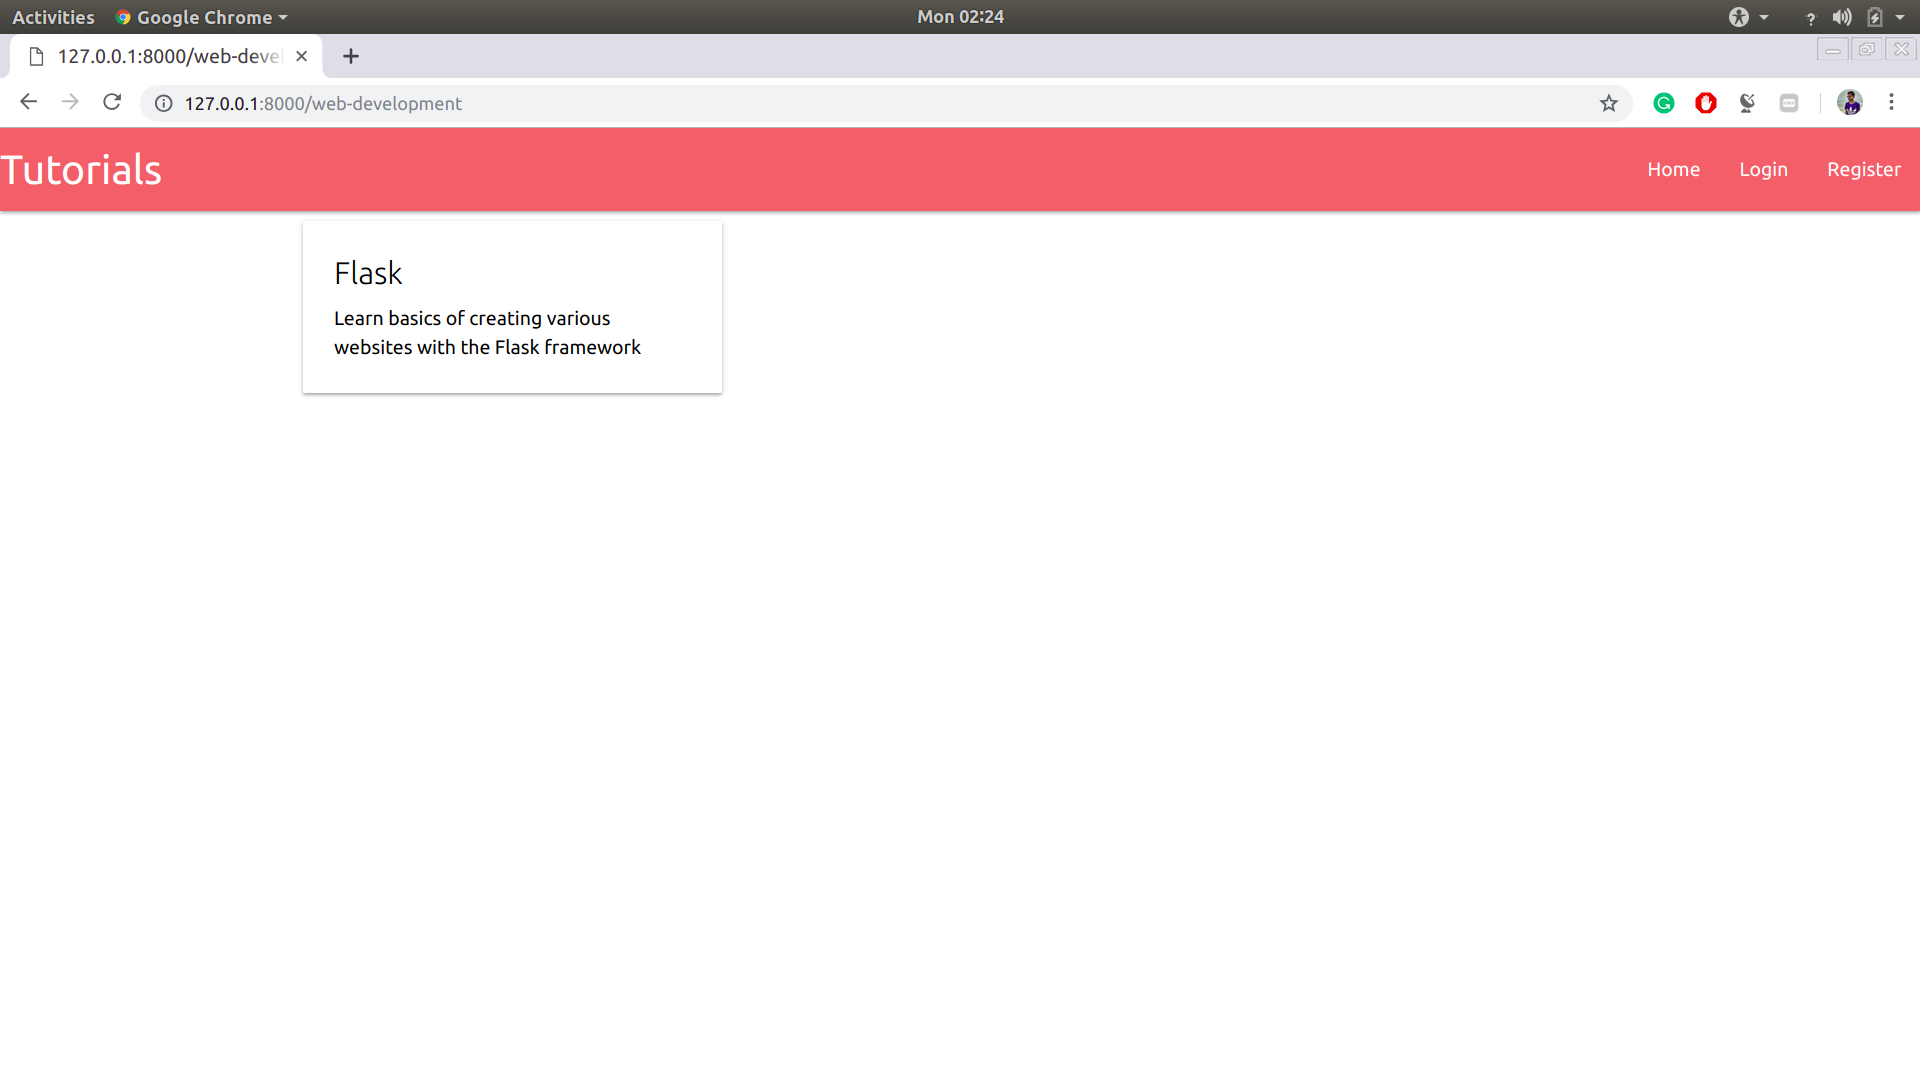 Activities Google Chrome Mon 02:24
127.0.0.1:8000/web-devel
127.0.0.1:8000/web-development
Tutorials Home Login Register
Flask
Learn basics of creating various
websites with the Flask framework